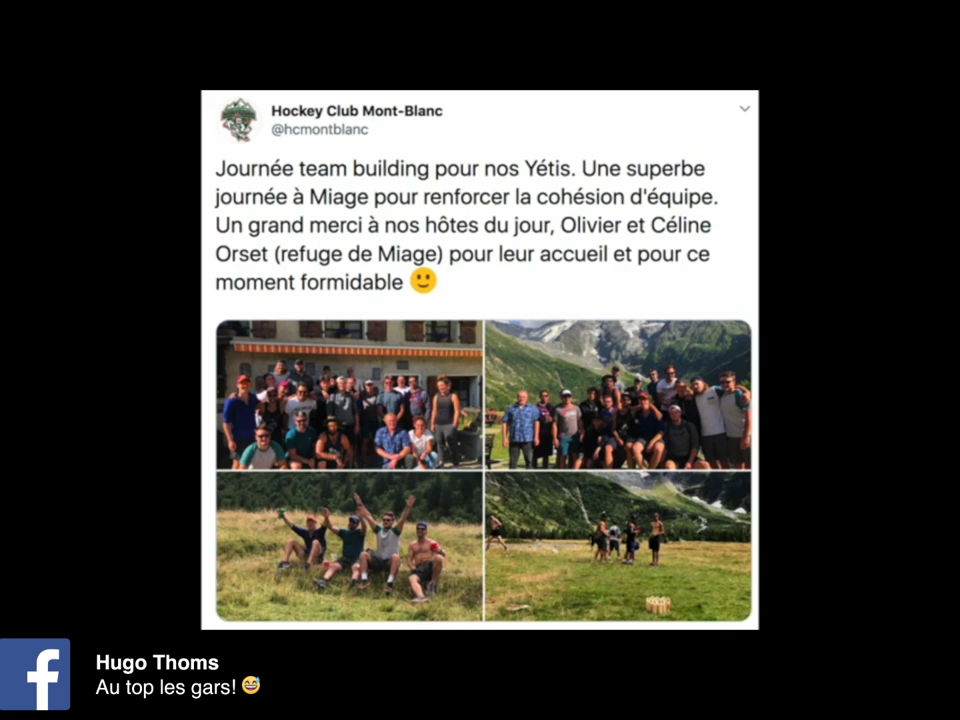 Hockey Club Mont-Blanc
@hcmontblanc
Journée team building pour nos Yétis. Une superbe
journée à Miage pour renforcer la cohésion d'équipe.
Un grand merci à nos hôtes du jour, Olivier et Céline
Orset (refuge de Miage) pour leur accueil et pour ce
moment formidable 🙂
Hugo Thoms
Au top les gars! 😅